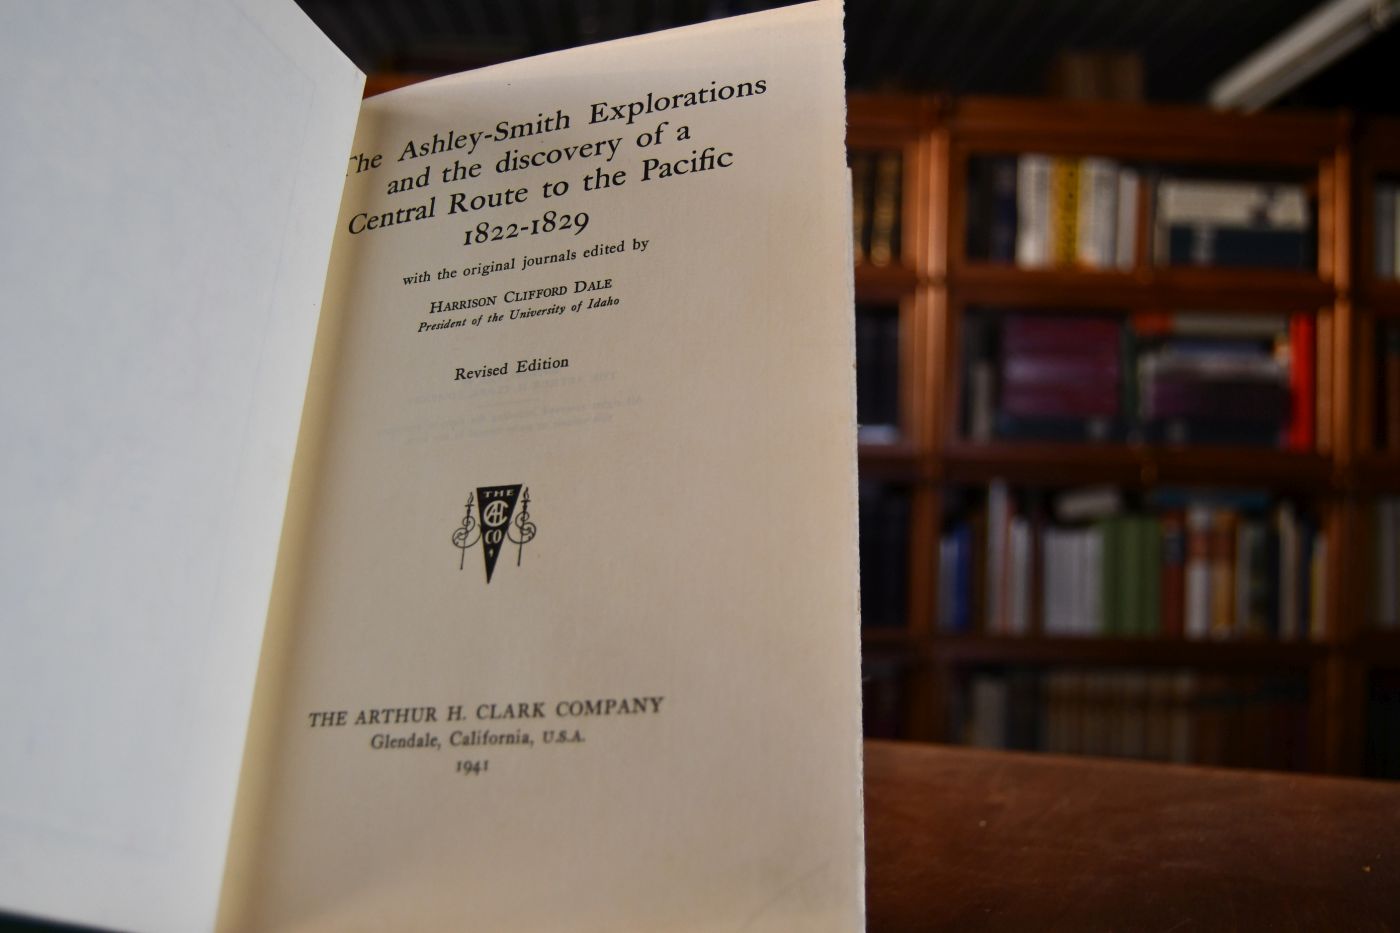 The Ashley-Smith Explorations
and the discovery of a
Central Route to the Pacific
1822-1829
with the original journals edited by
HARRISON CLIFFORD DALE
President of the University of Idaho
Revised Edition
THE
AHC
CO
THE ARTHUR H. CLARK COMPANY
Glendale, California, U.S.A.
1941